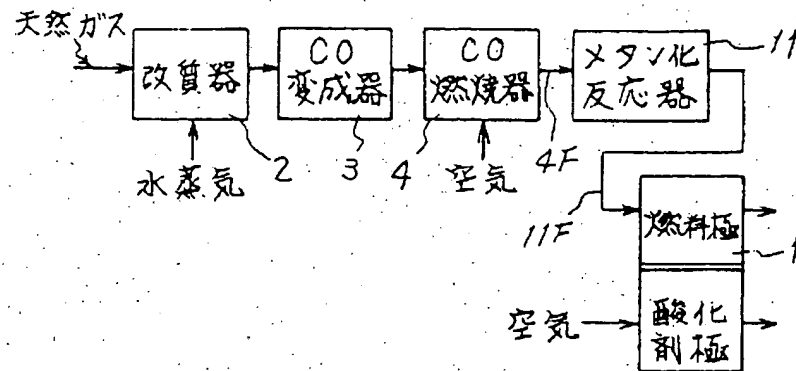 天然ガス
改質器
CO
変成器
CO
燃焼器
メタン化
反応器
11
水蒸気
2
3
4
空気
4F
11F
燃料極
1
空気
酸化
剤極